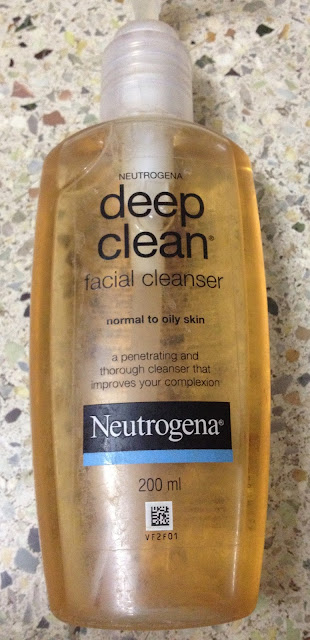 NEUTROGENA
deep
clean®
facial cleanser
normal to oily skin
a penetrating and
thorough cleanser that
improves your complexion
Neutrogena®
200 ml
VF2F01